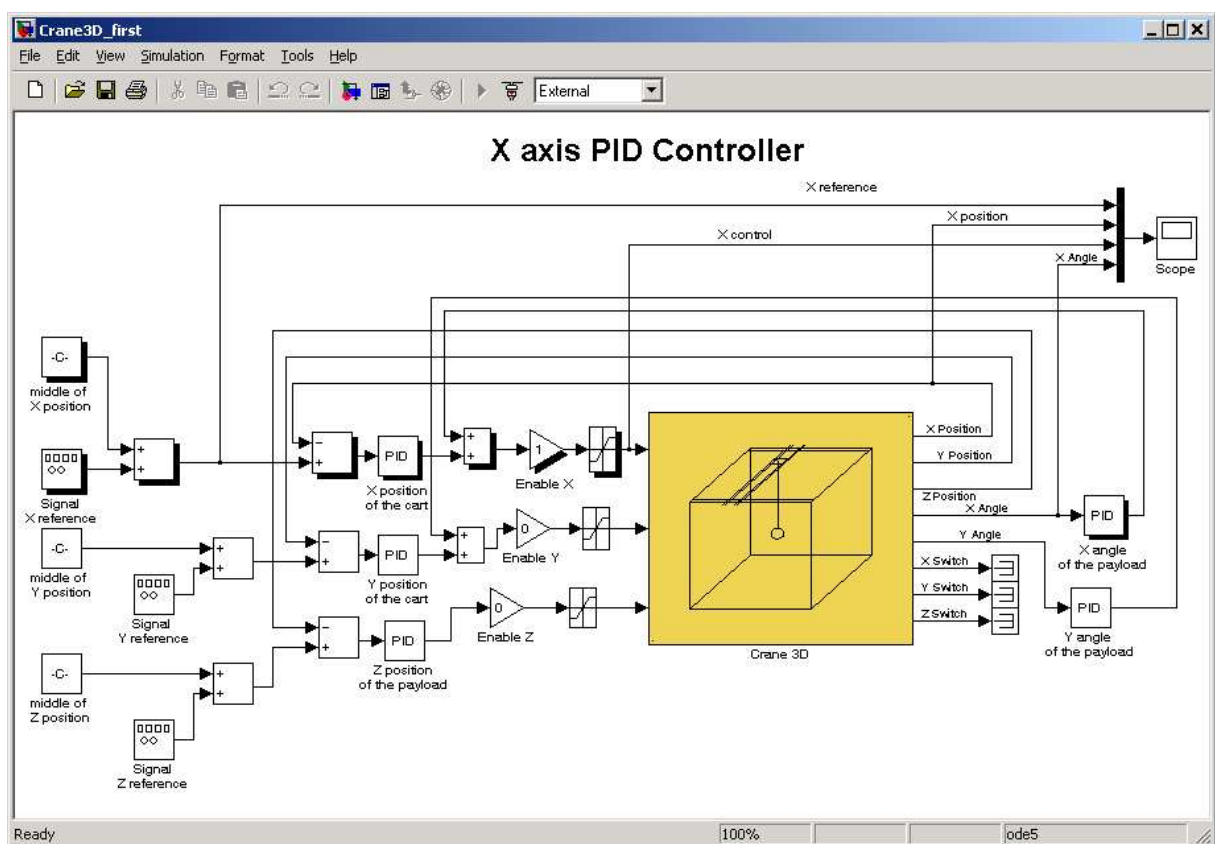 Crane3D_first
File Edit View Simulation Format Tools Help
External
X axis PID Controller
X reference
X position
X control
X Angle
Scope
-C-
middle of
X position
+
+
Signal
X reference
-
+
PID
X position
of the cart
+
+
1
Enable X
X Position
Y Position
Z Position
X Angle
Y Angle
X Switch
Y Switch
Z Switch
Crane 3D
PID
X angle
of the payload
PID
Y angle
of the payload
-C-
middle of
Y position
+
+
Signal
Y reference
-
+
PID
Y position
of the cart
+
+
0
Enable Y
-C-
middle of
Z position
+
+
Signal
Z reference
-
+
PID
Z position
of the payload
0
Enable Z
Ready
100%
ode5